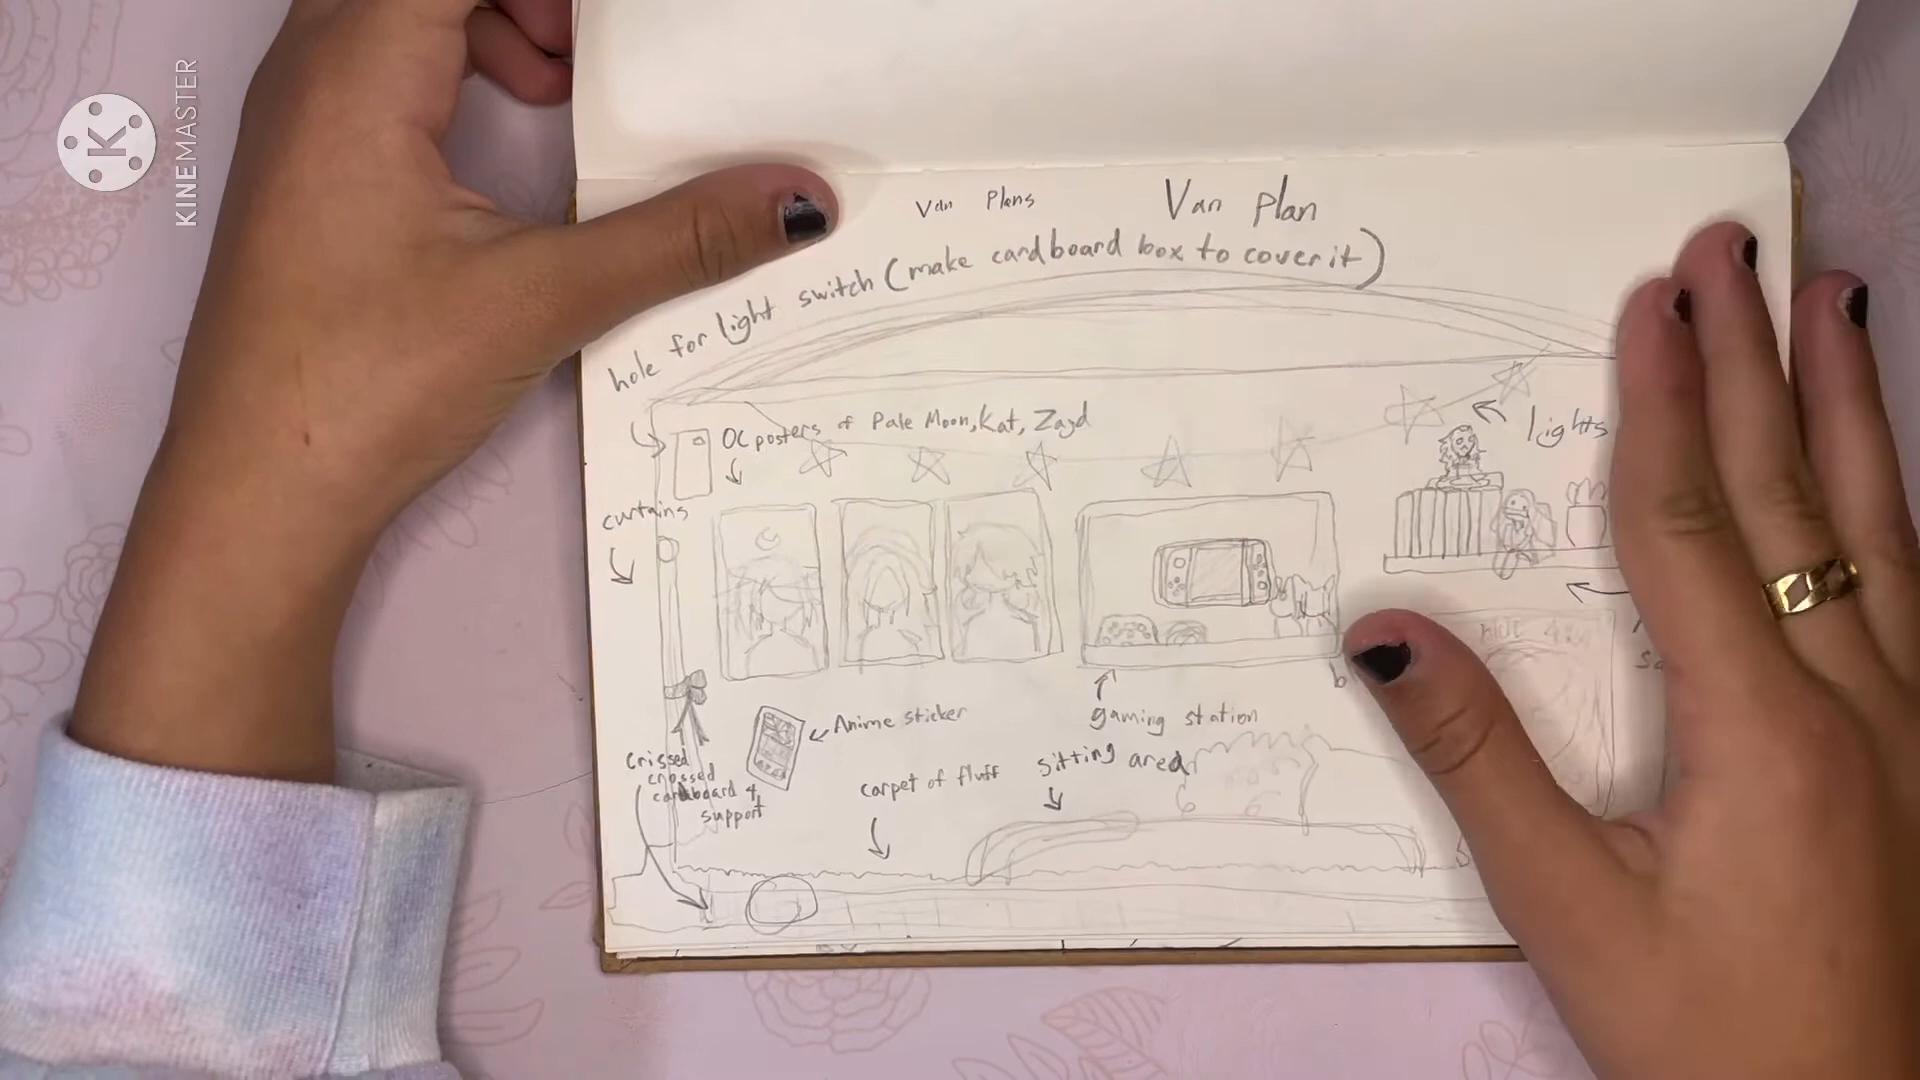 KINEMASTER
Van Plans
Van Plan
hole for light switch (make cardboard box to cover it)
OC posters of Pale Moon, Kat, Zayd
lights
curtains
gaming station
Anime sticker
sitting area
carpet of fluff
Crissed
crossed
cardboard 4
support